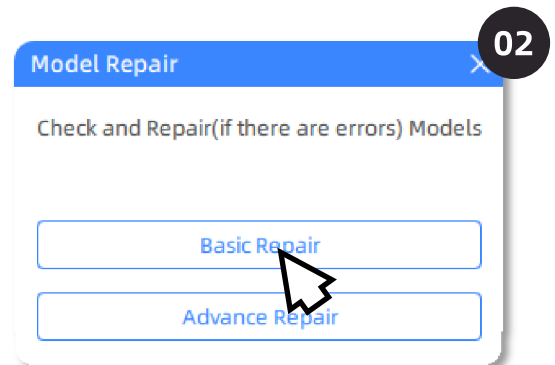 02
Model Repair
Check and Repair(if there are errors) Models
Basic Repair
Advance Repair